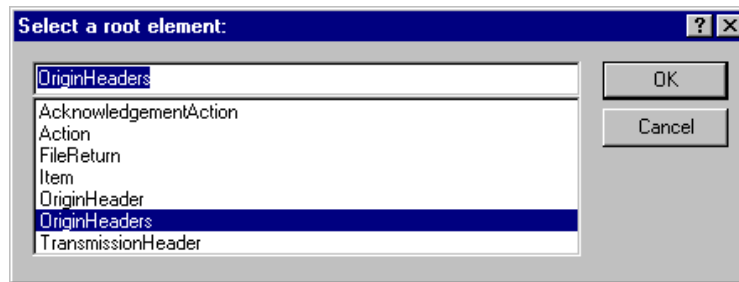 Select a root element:
OriginHeaders
OK
AcknowledgementAction
Action
Cancel
FileReturn
Item
OriginHeader
OriginHeaders
TransmissionHeader